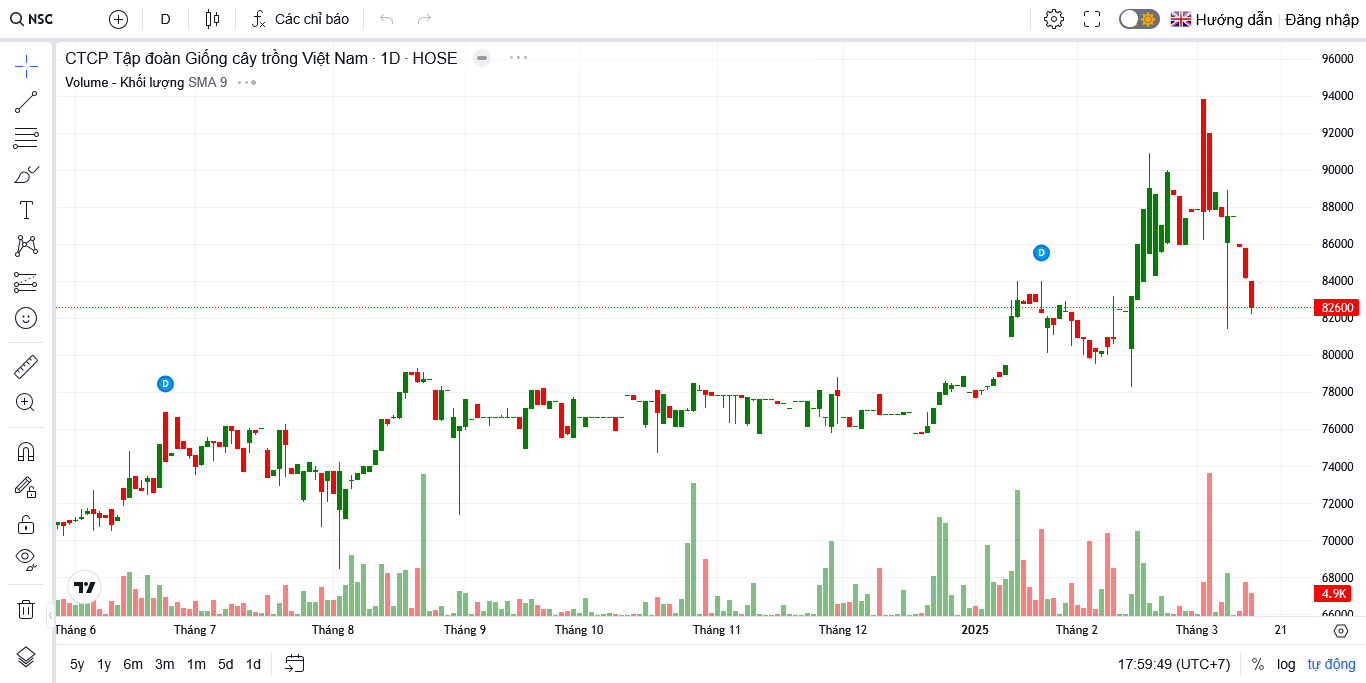 NSC D Các chỉ báo Hướng dẫn Đăng nhập
CTCP Tập đoàn Giống cây trồng Việt Nam · 1D · HOSE
Volume - Khối lượng SMA 9
96000
94000
92000
90000
88000
86000
84000
82600
82000
80000
78000
76000
74000
72000
70000
68000
4.9K
66000
D
D
Tháng 6 Tháng 7 Tháng 8 Tháng 9 Tháng 10 Tháng 11 Tháng 12 2025 Tháng 2 Tháng 3 21
5y 1y 6m 3m 1m 5d 1d 17:59:49 (UTC+7) % log tự động